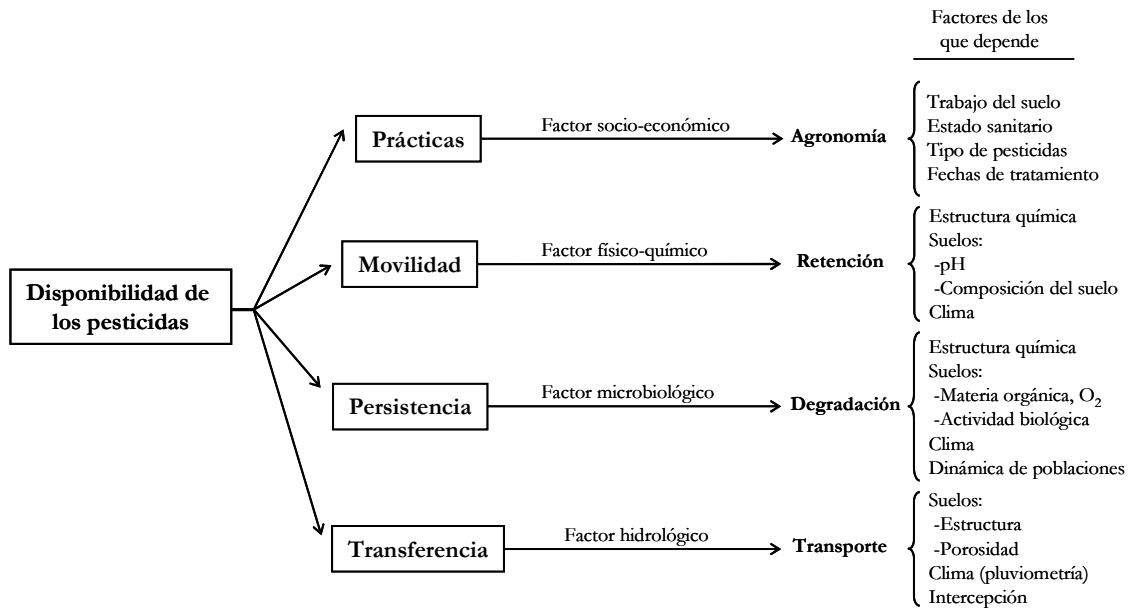 Factores de los
que depende
Disponibilidad de
los pesticidas
Prácticas
Factor socio-económico
Agronomía
Trabajo del suelo
Estado sanitario
Tipo de pesticidas
Fechas de tratamiento
Movilidad
Factor físico-químico
Retención
Estructura química
Suelos:
-pH
-Composición del suelo
Clima
Persistencia
Factor microbiológico
Degradación
Estructura química
Suelos:
-Materia orgánica, O₂
-Actividad biológica
Clima
Dinámica de poblaciones
Transferencia
Factor hidrológico
Transporte
Suelos:
-Estructura
-Porosidad
Clima (pluviometría)
Intercepción